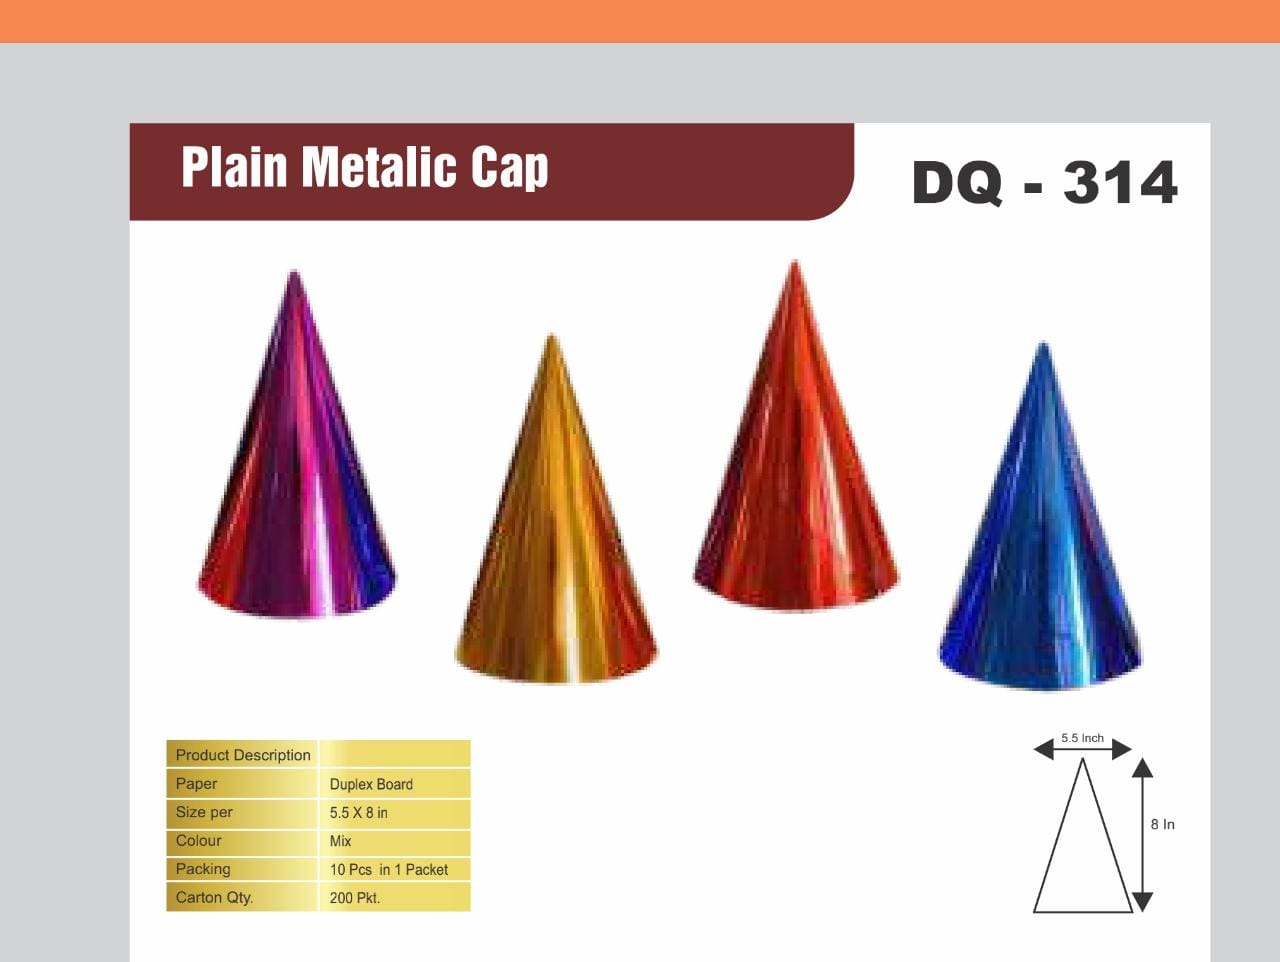 Plain Metalic Cap
DQ - 314
Product Description
Paper Duplex Board
Size per 5.5 X 8 in
Colour Mix
Packing 10 Pcs in 1 Packet
Carton Qty. 200 Pkt.
5.5 Inch
8 In